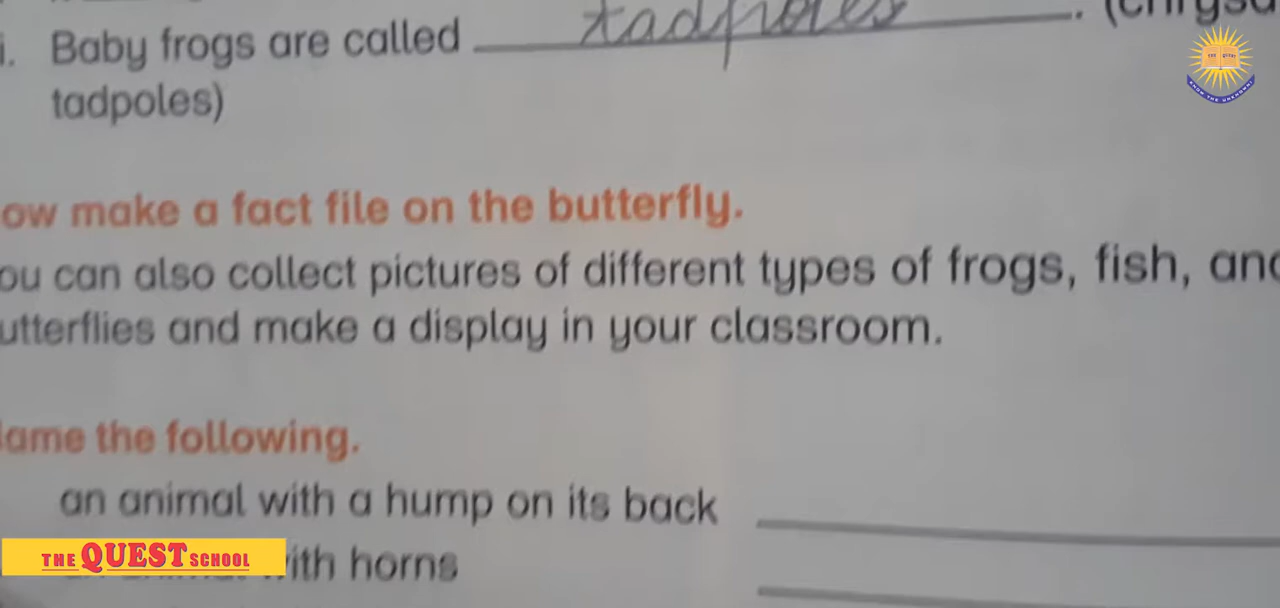 i. Baby frogs are called tadpoles. (chrysa
tadpoles)
ow make a fact file on the butterfly.
ou can also collect pictures of different types of frogs, fish, and
utterflies and make a display in your classroom.
ame the following.
an animal with a hump on its back
with horns
THE QUEST SCHOOL